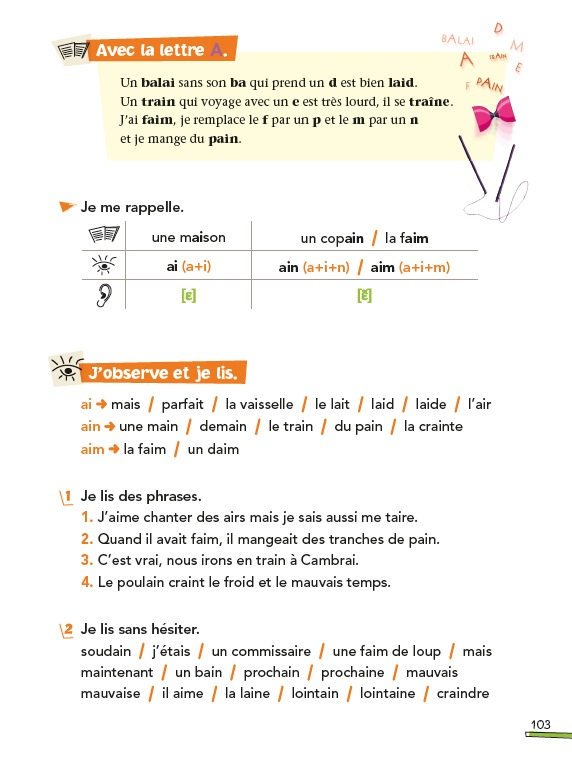 Avec la lettre A.
BALAI D M
A TRAIN E
F PAIN
Un balai sans son ba qui prend un d est bien laid.
Un train qui voyage avec un e est très lourd, il se traîne.
J'ai faim, je remplace le f par un p et le m par un n
et je mange du pain.
Je me rappelle.
une maison un copain / la faim
ai (a+i) ain (a+i+n) / aim (a+i+m)
[ɛ] [ɛ̃]
J'observe et je lis.
ai → mais / parfait / la vaisselle / le lait / laid / laide / l'air
ain → une main / demain / le train / du pain / la crainte
aim → la faim / un daim
1 Je lis des phrases.
1. J'aime chanter des airs mais je sais aussi me taire.
2. Quand il avait faim, il mangeait des tranches de pain.
3. C'est vrai, nous irons en train à Cambrai.
4. Le poulain craint le froid et le mauvais temps.
2 Je lis sans hésiter.
soudain / j'étais / un commissaire / une faim de loup / mais
maintenant / un bain / prochain / prochaine / mauvais
mauvaise / il aime / la laine / lointain / lointaine / craindre
103